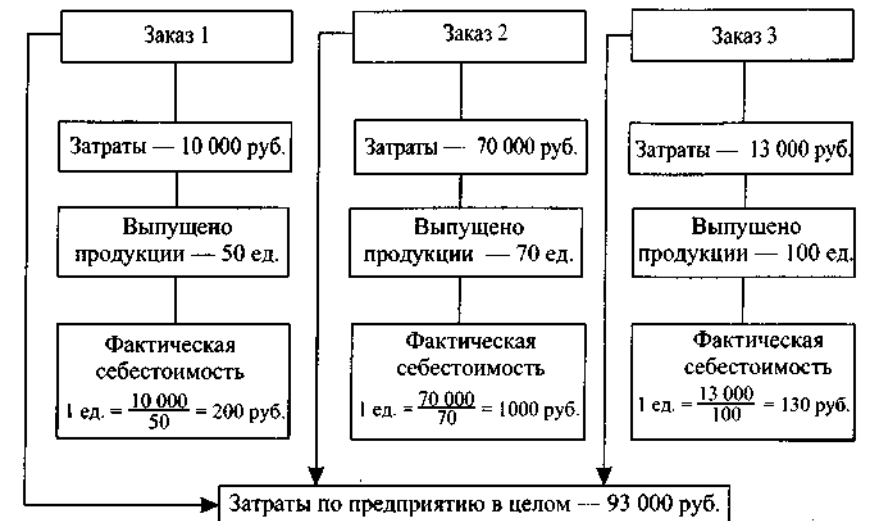 Заказ 1
Затраты — 10 000 руб.
Выпущено
продукции — 50 ед.
Фактическая
себестоимость
1 ед. = 10 000 / 50 = 200 руб.
Заказ 2
Затраты — 70 000 руб.
Выпущено
продукции — 70 ед.
Фактическая
себестоимость
1 ед. = 70 000 / 70 = 1000 руб.
Заказ 3
Затраты — 13 000 руб.
Выпушено
продукции — 100 ед.
Фактическая
себестоимость
1 ед. = 13 000 / 100 = 130 руб.
Затраты по предприятию в целом — 93 000 руб.